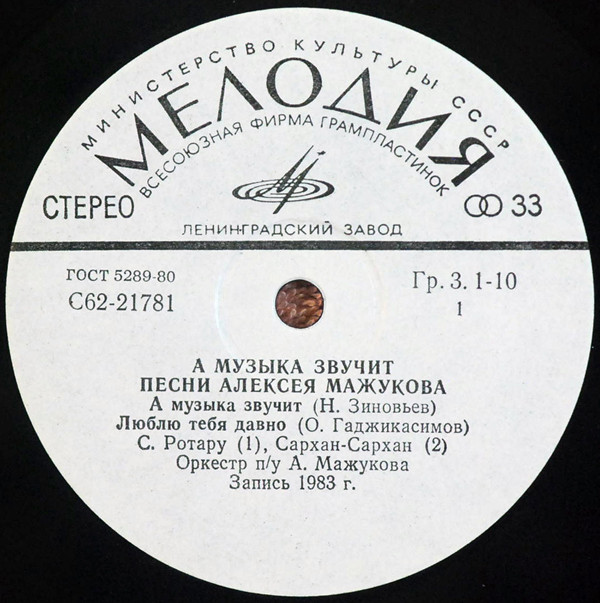 МИНИСТЕРСТВО КУЛЬТУРЫ СССР
МЕЛОДИЯ
ВСЕСОЮЗНАЯ ФИРМА ГРАМПЛАСТИНОК
СТЕРЕО
33
ЛЕНИНГРАДСКИЙ ЗАВОД
ГОСТ 5289-80
Гр. 3. 1-10
С62-21781
1
А МУЗЫКА ЗВУЧИТ
ПЕСНИ АЛЕКСЕЯ МАЖУКОВА
А музыка звучит (Н. Зиновьев)
Люблю тебя давно (О. Гаджикасимов)
С. Ротару (1), Сархан-Сархан (2)
Оркестр п/у А. Мажукова
Запись 1983 г.